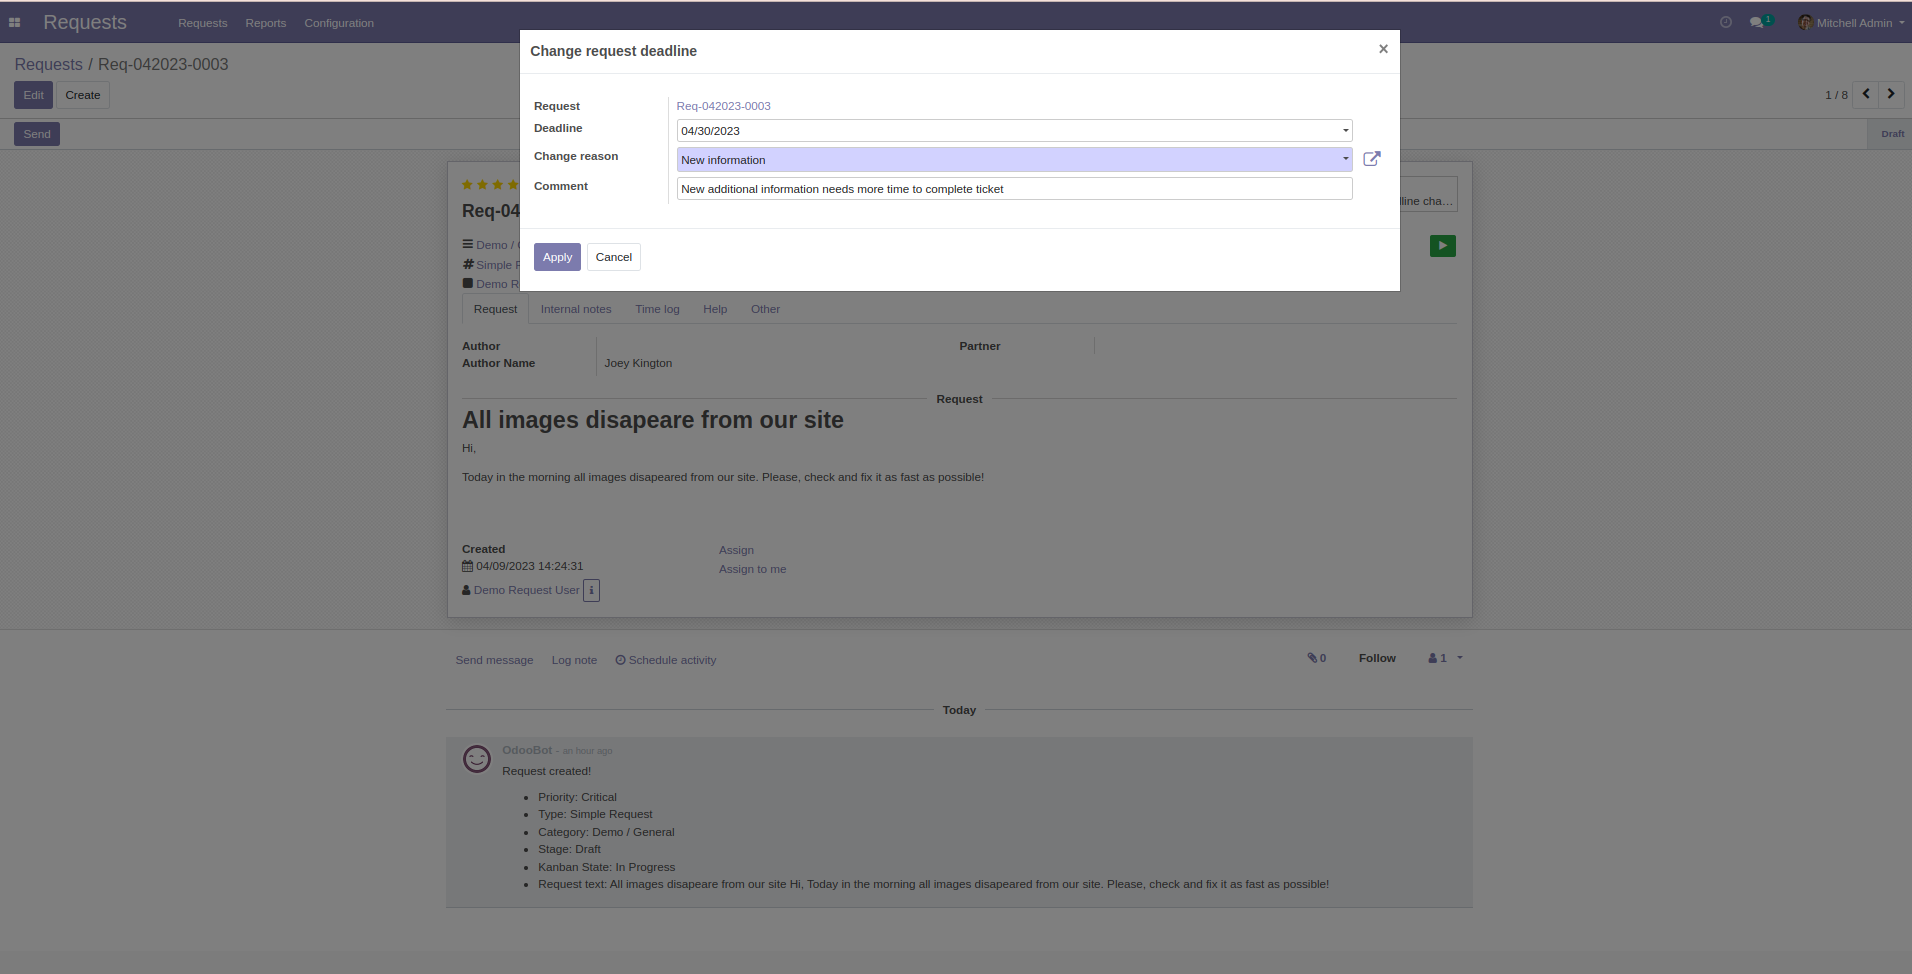 Requests
Requests Reports Configuration
1
Mitchell Admin
Requests / Req-042023-0003
Edit Create
1 / 8
Send
Draft
Change request deadline
×
Request Req-042023-0003
Deadline 04/30/2023
Change reason New information
Comment New additional information needs more time to complete ticket
Apply Cancel
line cha...
Req-04
Demo /
Simple
Demo R
Request Internal notes Time log Help Other
Author Partner
Author Name Joey Kington
Request
All images disapeare from our site
Hi,
Today in the morning all images disapeared from our site. Please, check and fix it as fast as possible!
Created
04/09/2023 14:24:31
Demo Request User i
Assign
Assign to me
Send message Log note Schedule activity
0 Follow 1
Today
OdooBot - an hour ago
Request created!
• Priority: Critical
• Type: Simple Request
• Category: Demo / General
• Stage: Draft
• Kanban State: In Progress
• Request text: All images disapeare from our site Hi, Today in the morning all images disapeared from our site. Please, check and fix it as fast as possible!